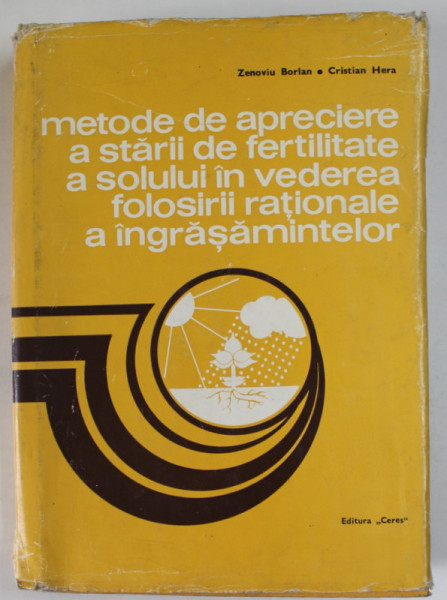 Zenoviu Borlan • Cristian Hera
metode de apreciere
a stării de fertilitate
a solului în vederea
folosirii raționale
a îngrășămintelor
Editura „Ceres“